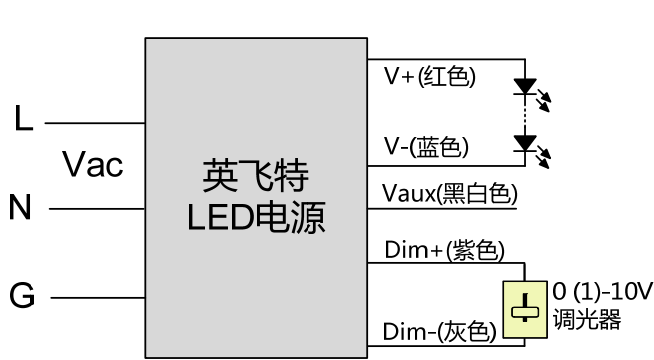 L
Vac
N
G
英飞特
LED电源
V+(红色)
V-(蓝色)
Vaux(黑白色)
Dim+(紫色)
Dim-(灰色)
0 (1)-10V
调光器